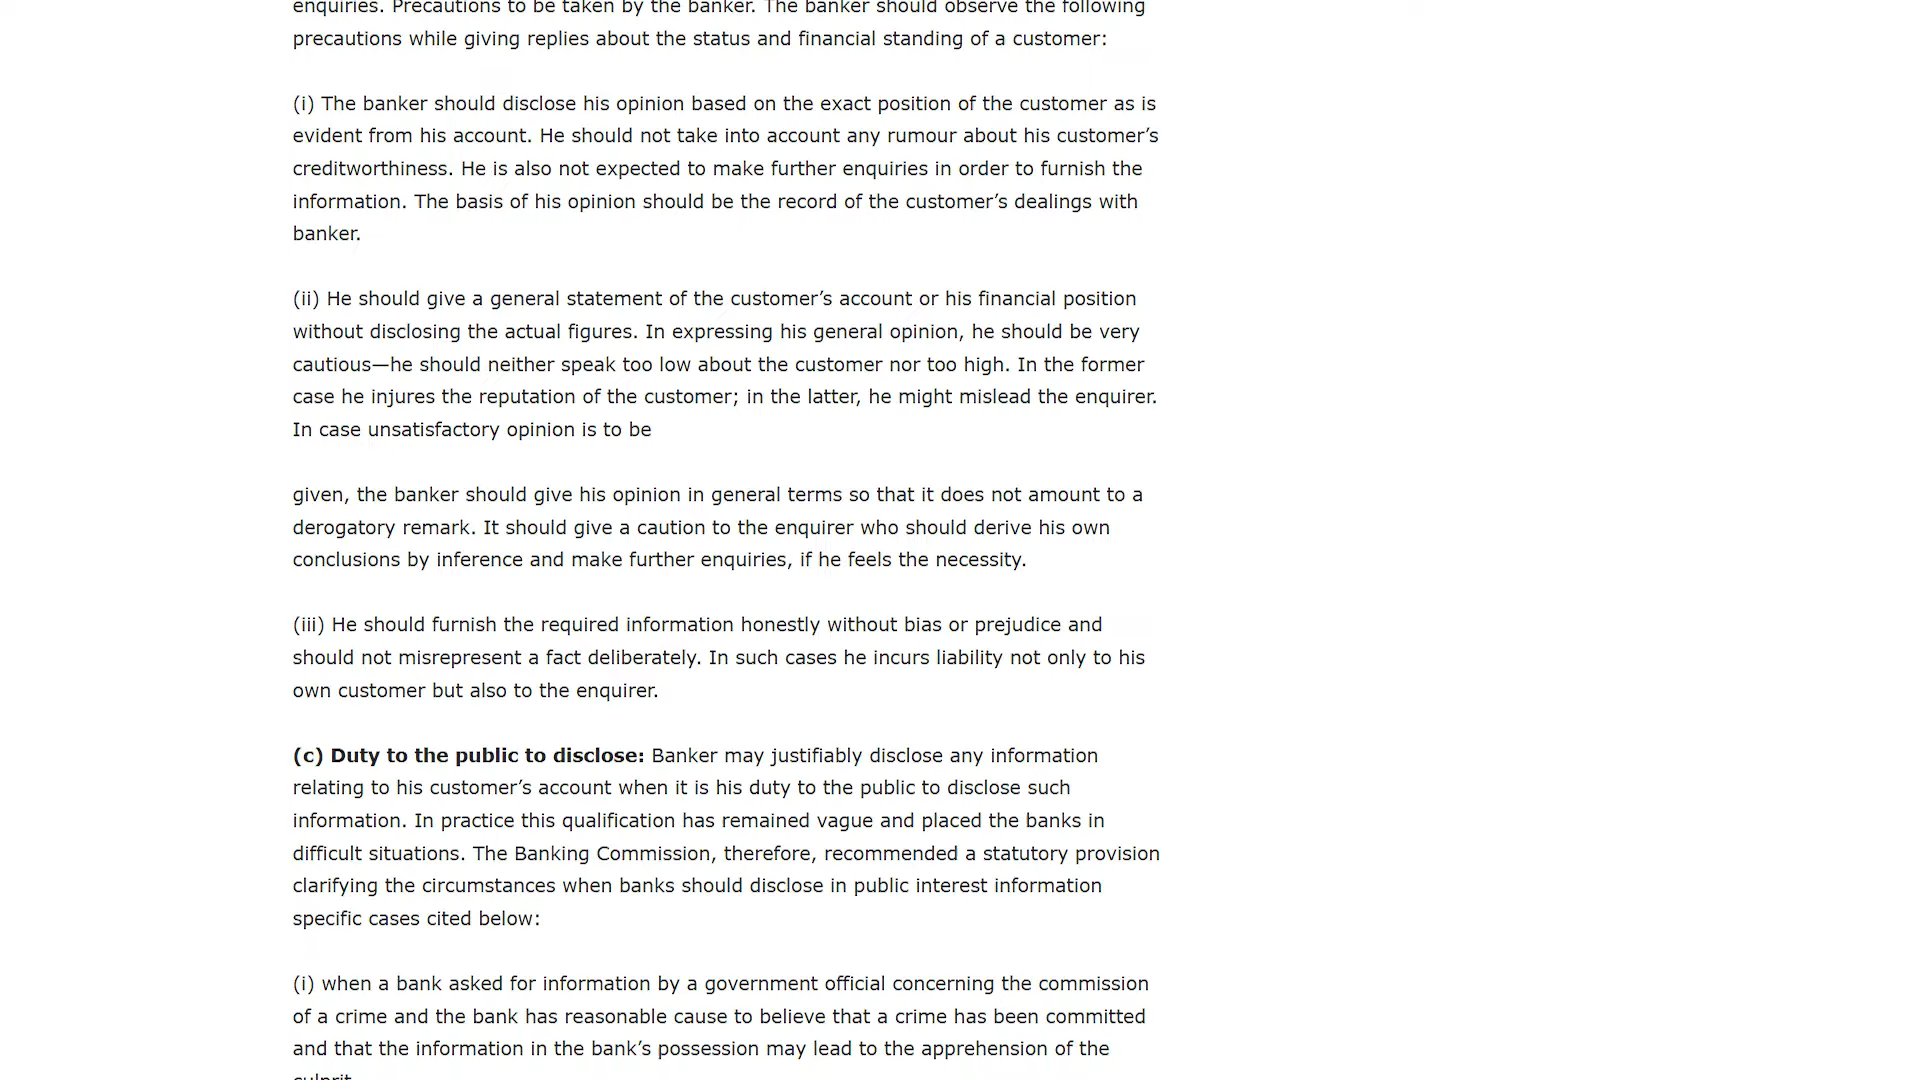 enquiries. Precautions to be taken by the banker. The banker should observe the following
precautions while giving replies about the status and financial standing of a customer:
(i) The banker should disclose his opinion based on the exact position of the customer as is
evident from his account. He should not take into account any rumour about his customer’s
creditworthiness. He is also not expected to make further enquiries in order to furnish the
information. The basis of his opinion should be the record of the customer’s dealings with
banker.
(ii) He should give a general statement of the customer’s account or his financial position
without disclosing the actual figures. In expressing his general opinion, he should be very
cautious—he should neither speak too low about the customer nor too high. In the former
case he injures the reputation of the customer; in the latter, he might mislead the enquirer.
In case unsatisfactory opinion is to be
given, the banker should give his opinion in general terms so that it does not amount to a
derogatory remark. It should give a caution to the enquirer who should derive his own
conclusions by inference and make further enquiries, if he feels the necessity.
(iii) He should furnish the required information honestly without bias or prejudice and
should not misrepresent a fact deliberately. In such cases he incurs liability not only to his
own customer but also to the enquirer.
(c) Duty to the public to disclose: Banker may justifiably disclose any information
relating to his customer’s account when it is his duty to the public to disclose such
information. In practice this qualification has remained vague and placed the banks in
difficult situations. The Banking Commission, therefore, recommended a statutory provision
clarifying the circumstances when banks should disclose in public interest information
specific cases cited below:
(i) when a bank asked for information by a government official concerning the commission
of a crime and the bank has reasonable cause to believe that a crime has been committed
and that the information in the bank’s possession may lead to the apprehension of the
culprit